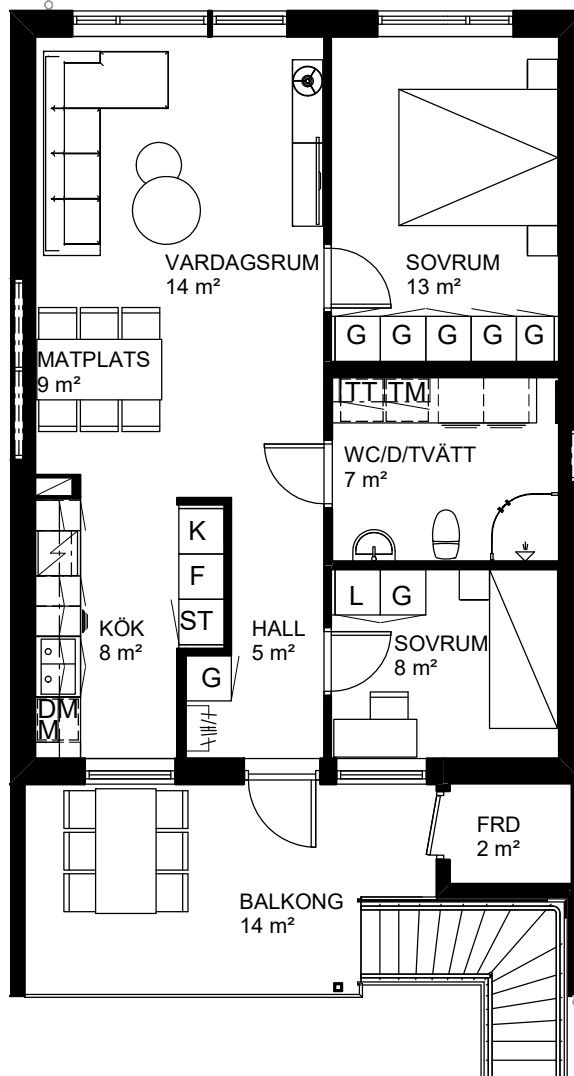 VARDAGSRUM
14 m²
SOVRUM
13 m²
G G G G G
MATPLATS
9 m²
TT TM
WC/D/TVÄTT
7 m²
K
F
ST
KÖK
8 m²
HALL
5 m²
G
L G
SOVRUM
8 m²
DM
M
FRD
2 m²
BALKONG
14 m²